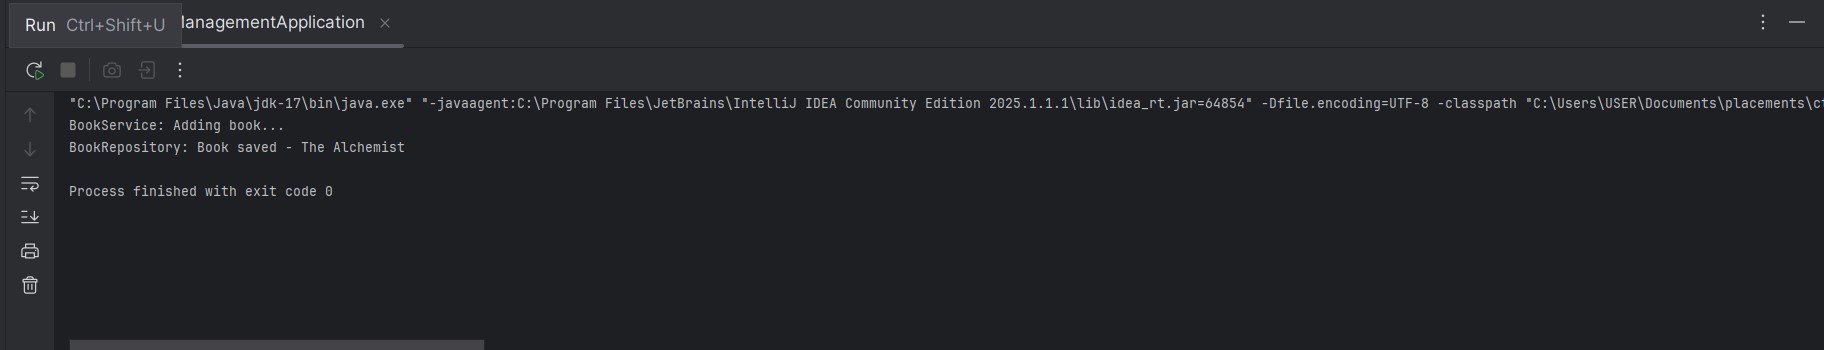 Run Ctrl+Shift+U anagementApplication
"C:\Program Files\Java\jdk-17\bin\java.exe" "-javaagent:C:\Program Files\JetBrains\IntelliJ IDEA Community Edition 2025.1.1.1\lib\idea_rt.jar=64854" -Dfile.encoding=UTF-8 -classpath "C:\Users\USER\Documents\placements\ct
BookService: Adding book...
BookRepository: Book saved - The Alchemist
Process finished with exit code 0